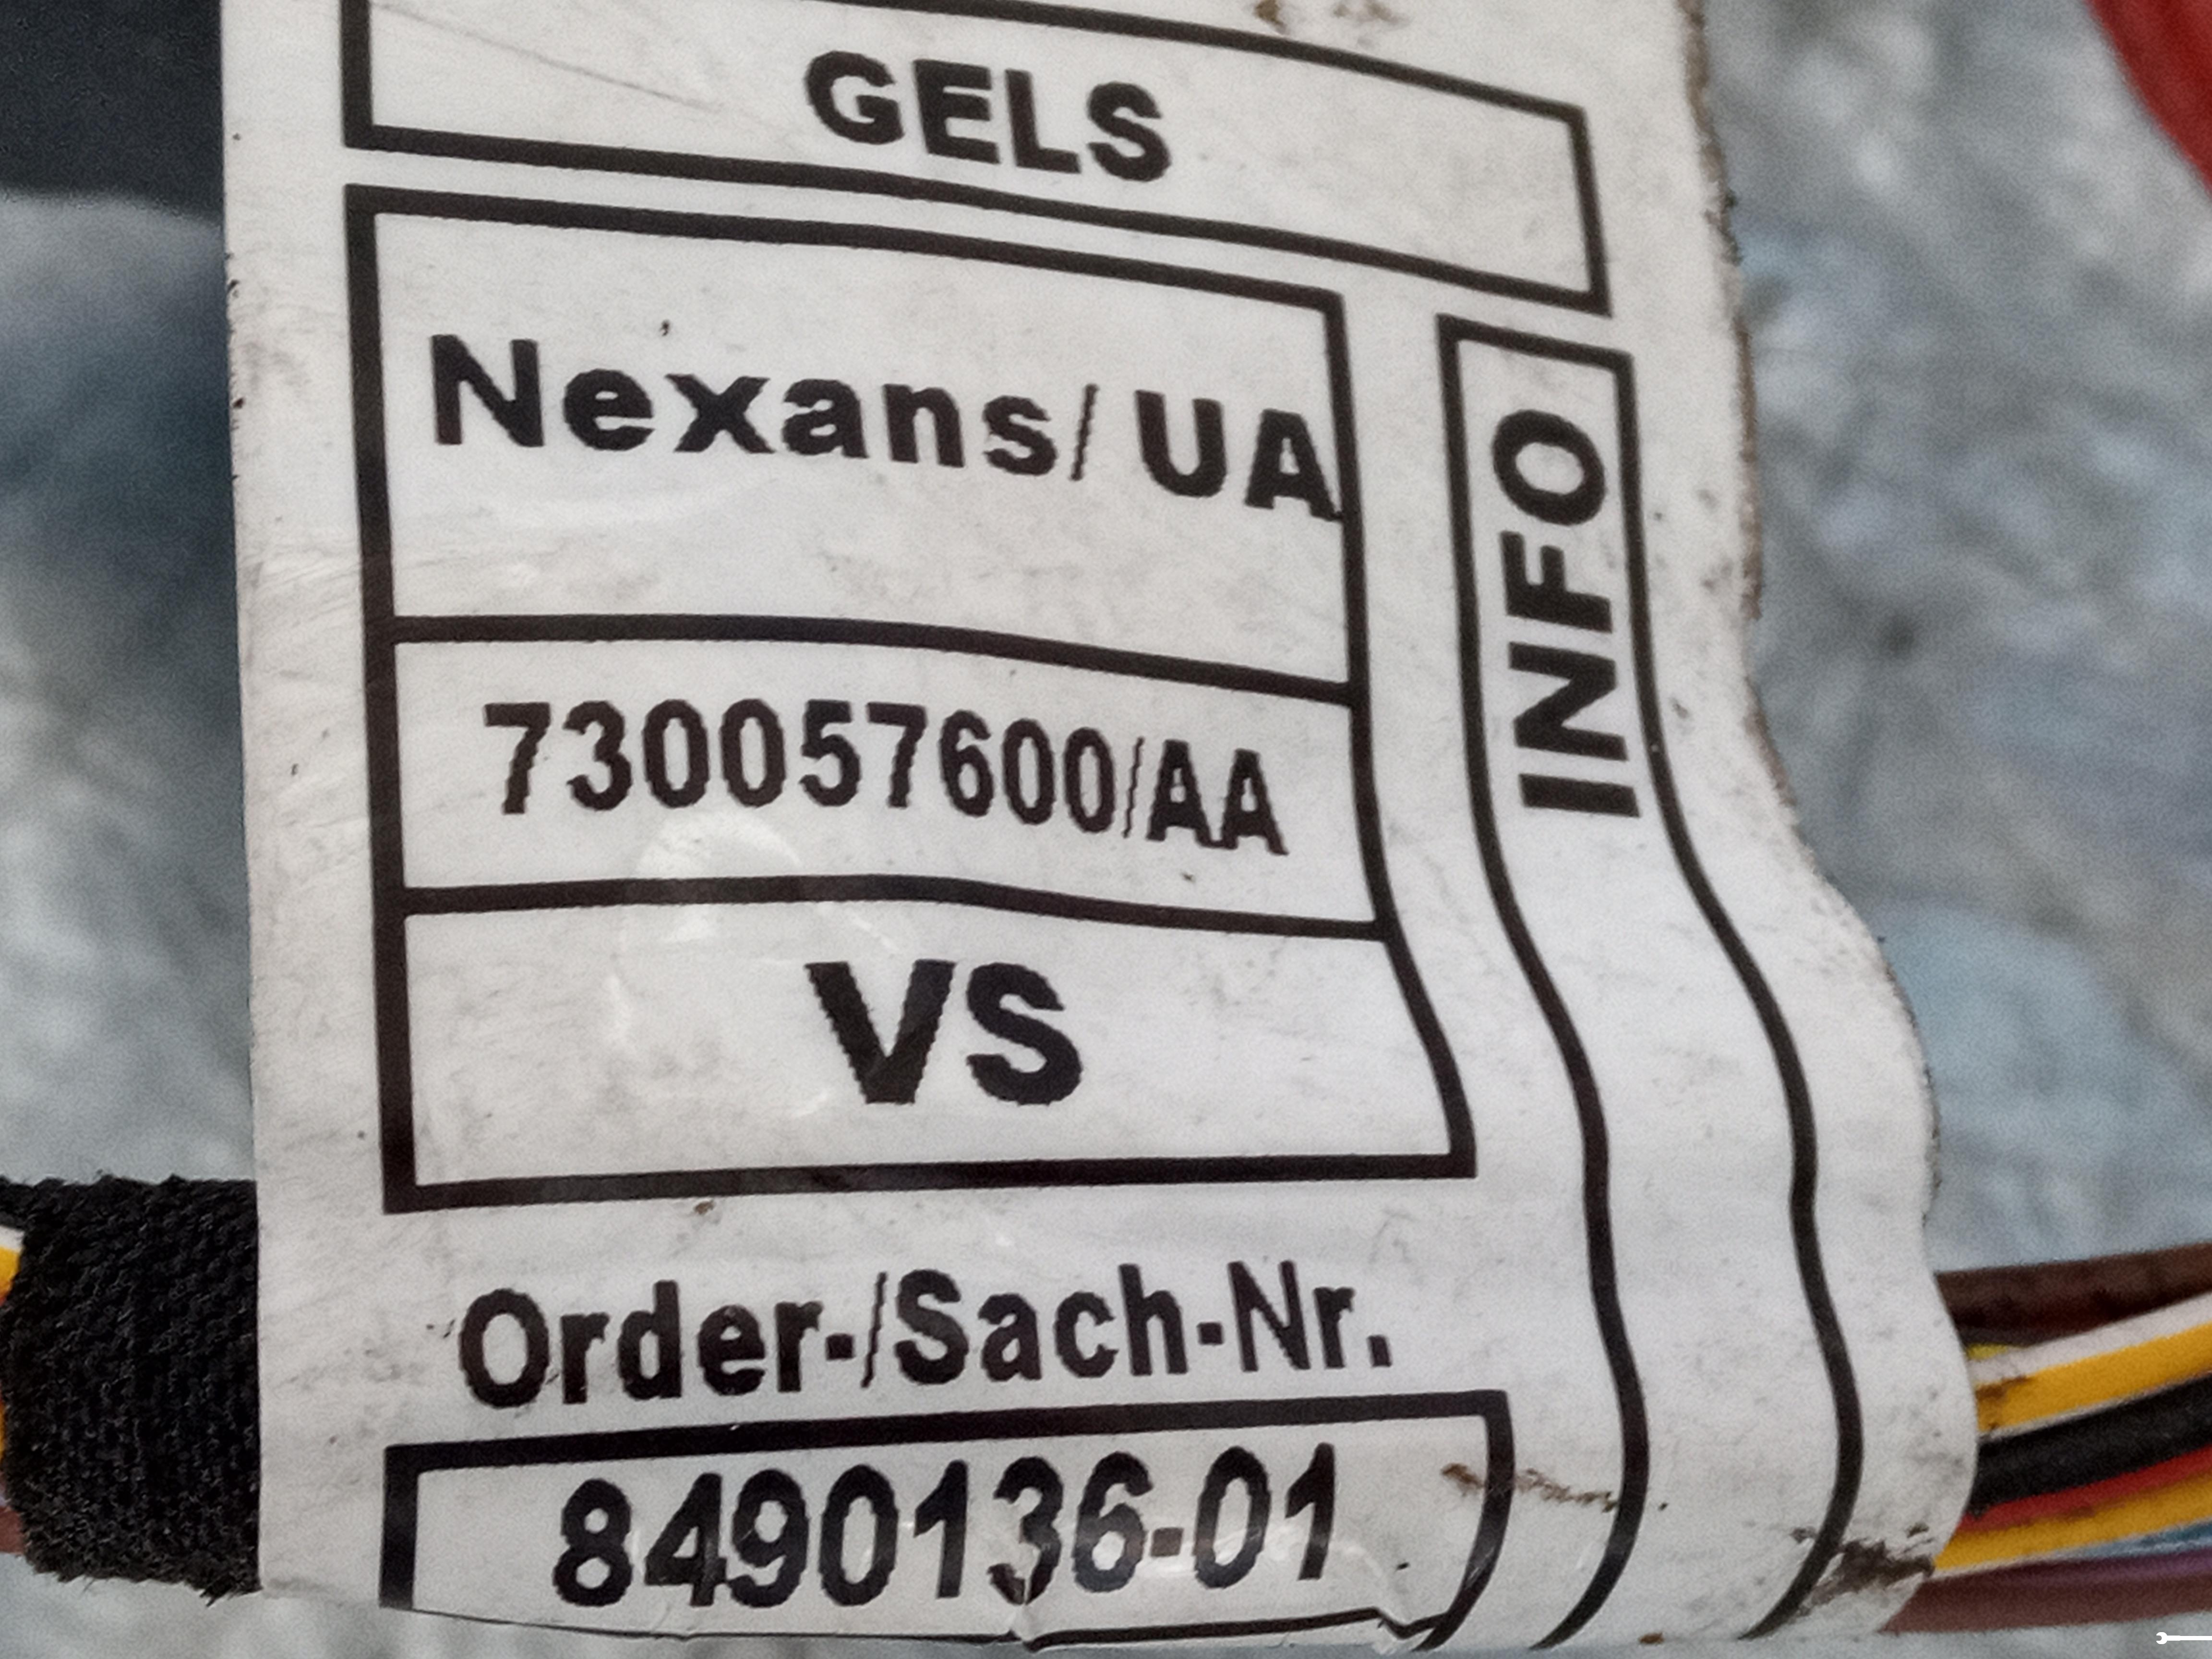 GELS
Nexans/ UA
INFO
730057600/AA
VS
Order-/Sach-Nr.
8490136-01